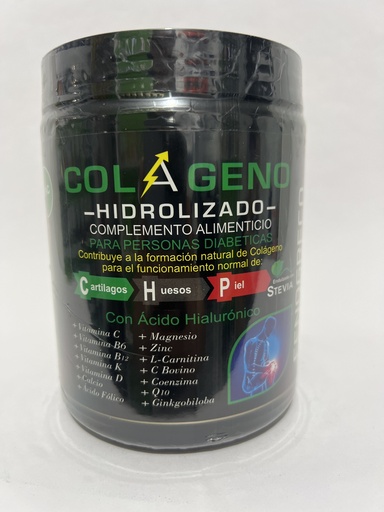 COLAGENO
–HIDROLIZADO–
COMPLEMENTO ALIMENTICIO
PARA PERSONAS DIABETICAS
Contribuye a la formación natural de Colágeno
para el funcionamiento normal de:
Cartilagos Huesos Piel
STEVIA
Con Ácido Hialurónico
+Vitamina C
+Vitamina B6
+Vitamina B12
+Vitamina K
+Vitamina D
+Calcio
+Ácido Fólico
+ Magnesio
+ Zinc
+ L-Carnitina
+ C Bovino
+ Coenzima
+ Q10
+ Ginkgobiloba